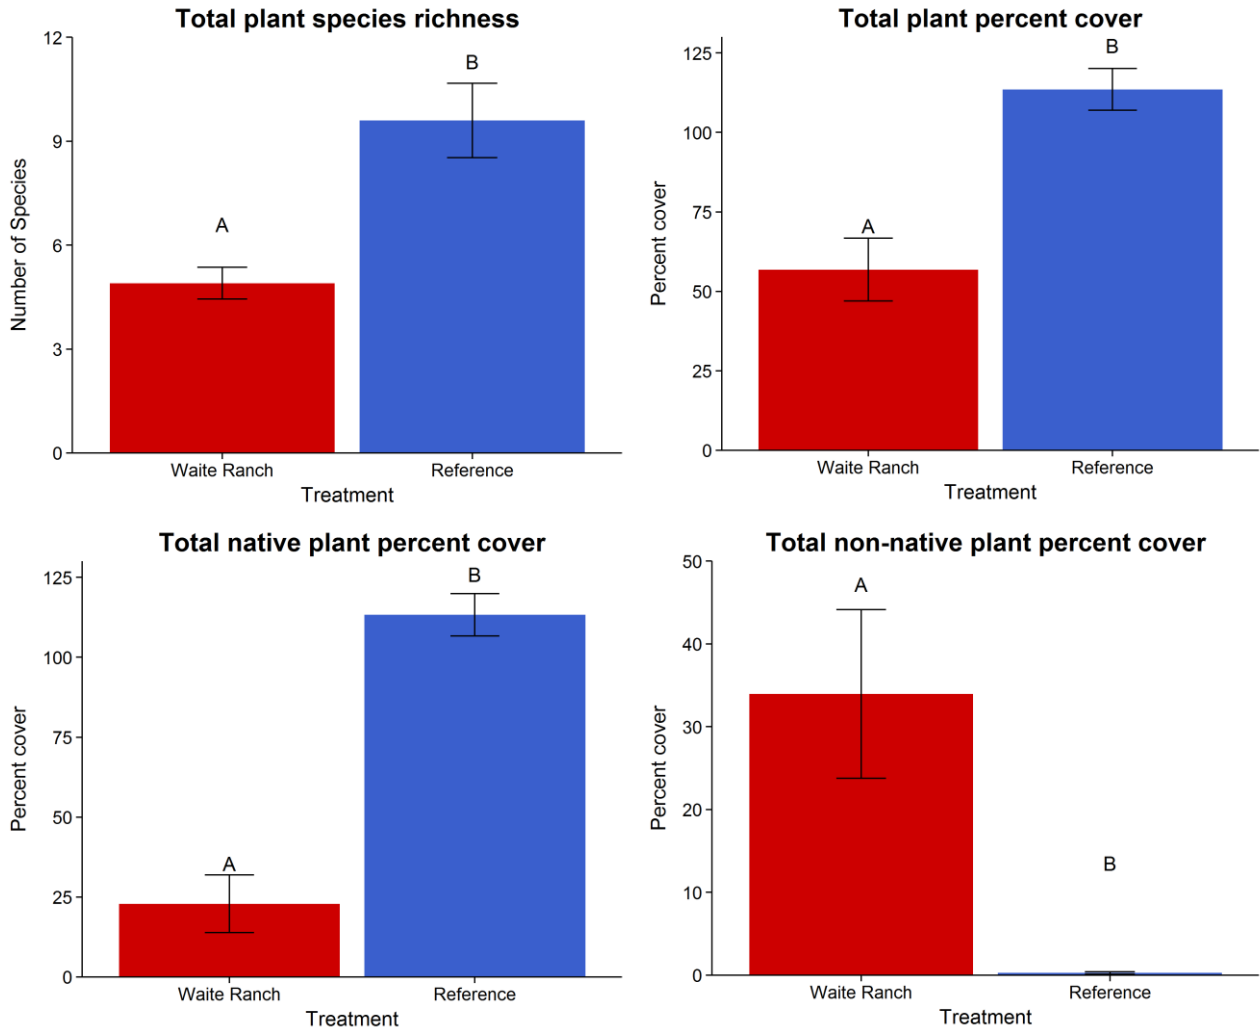 Total plant species richness
Number of Species
12
9
6
3
0
A
B
Waite Ranch
Reference
Treatment
Total plant percent cover
Percent cover
125
100
75
50
25
0
A
B
Waite Ranch
Reference
Treatment
Total native plant percent cover
Percent cover
125
100
75
50
25
0
A
B
Waite Ranch
Reference
Treatment
Total non-native plant percent cover
Percent cover
50
40
30
20
10
0
A
B
Waite Ranch
Reference
Treatment